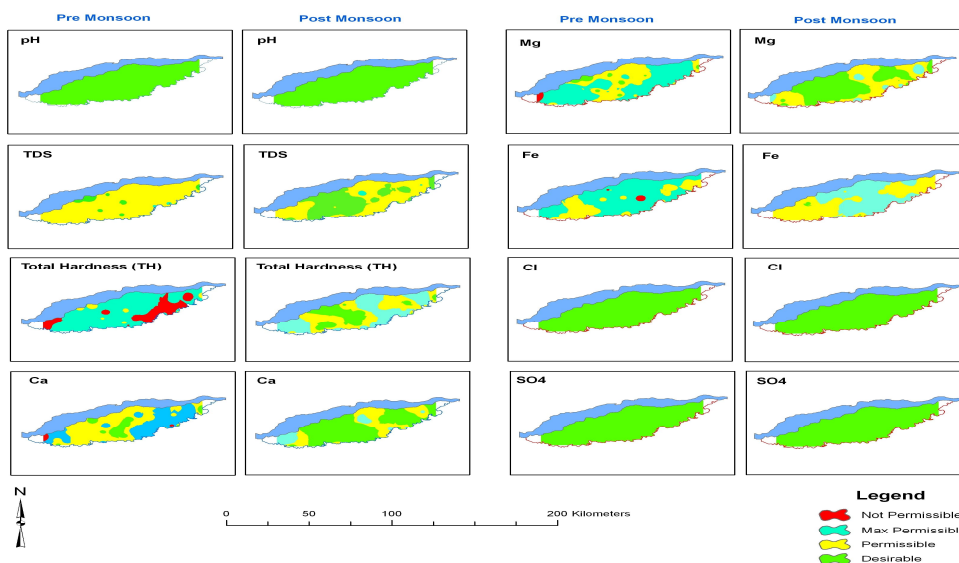 Pre Monsoon
Post Monsoon
Pre Monsoon
Post Monsoon
pH
pH
Mg
Mg
TDS
TDS
Fe
Fe
Total Hardness (TH)
Total Hardness (TH)
Cl
Cl
Ca
Ca
SO4
SO4
N
0 50 100 200 Kilometers
Legend
Not Permissible
Max Permissibl
Permissible
Desirable